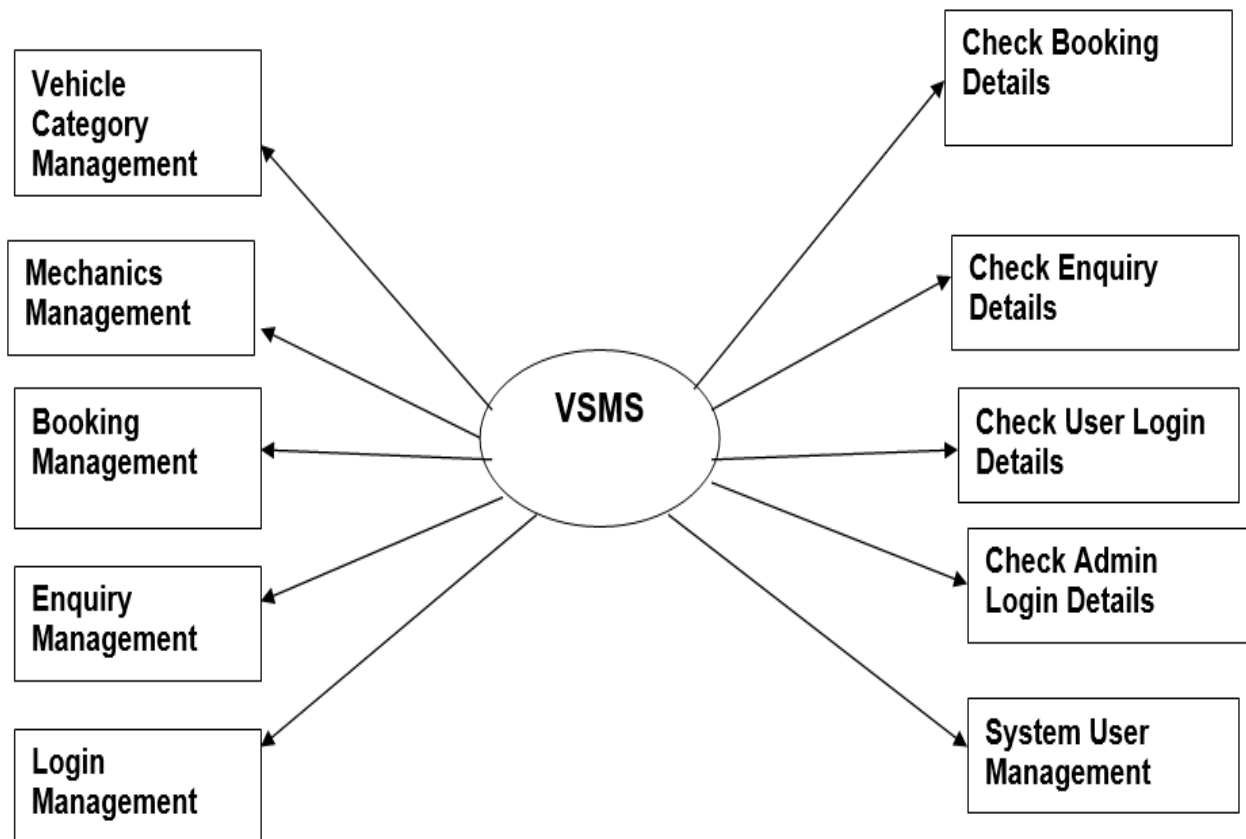 Vehicle
Category
Management
Mechanics
Management
Booking
Management
Enquiry
Management
Login
Management
VSMS
Check Booking
Details
Check Enquiry
Details
Check User Login
Details
Check Admin
Login Details
System User
Management